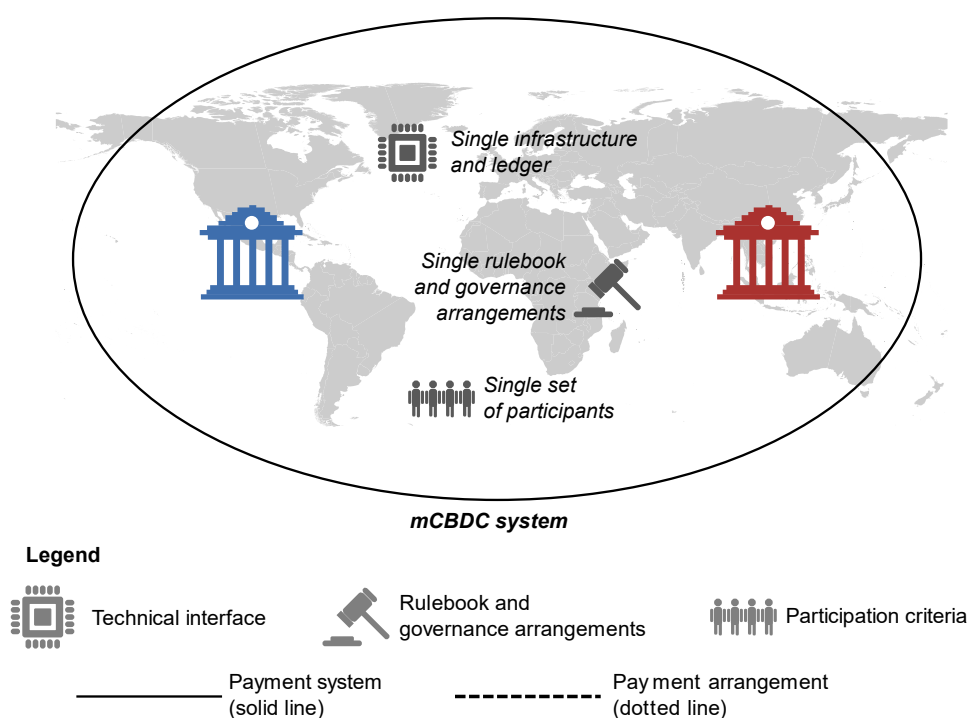 Single infrastructure
and ledger
Single rulebook
and governance
arrangements
Single set
of participants
mCBDC system
Legend
Technical interface
Rulebook and
governance arrangements
Participation criteria
Payment system
(solid line)
Payment arrangement
(dotted line)